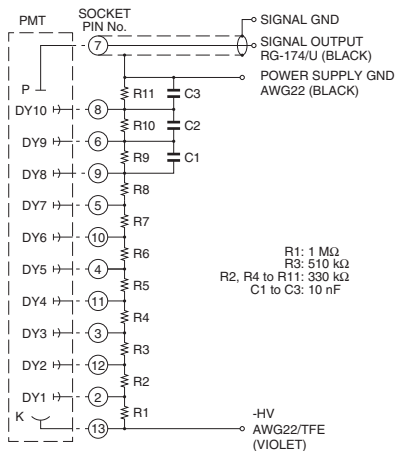 PMT
SOCKET
PIN No.
SIGNAL GND
7
SIGNAL OUTPUT
RG-174/U (BLACK)
POWER SUPPLY GND
AWG22 (BLACK)
P
R11
C3
DY10
8
R10
C2
DY9
6
R9
C1
DY8
9
R8
DY7
5
R7
DY6
10
R6
DY5
4
R5
DY4
11
R4
DY3
3
R3
DY2
12
R2
DY1
2
R1
K
13
R1: 1 MΩ
R3: 510 kΩ
R2, R4 to R11: 330 kΩ
C1 to C3: 10 nF
-HV
AWG22/TFE
(VIOLET)